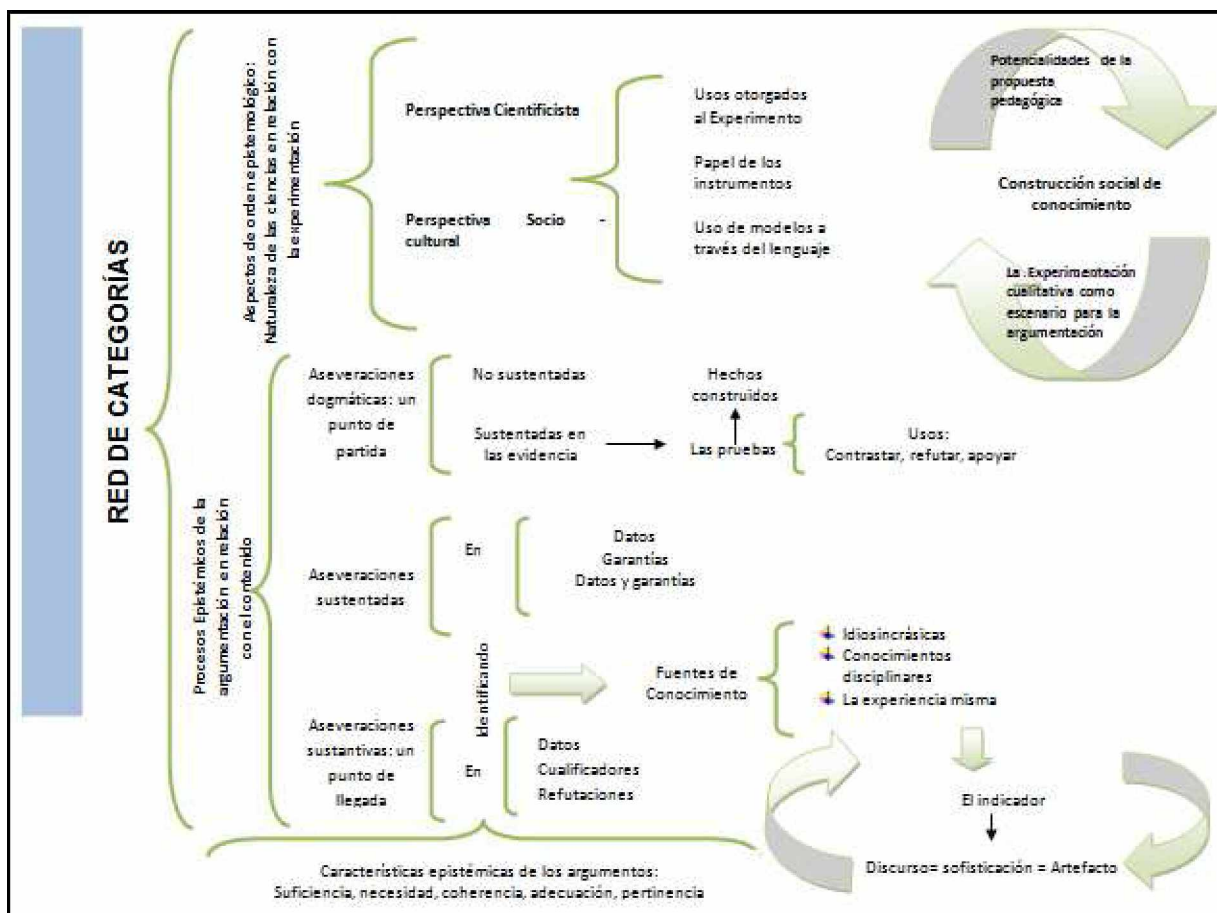 RED DE CATEGORÍAS
Aspectos de orden epistemológico:
Naturaleza de las ciencias en relación con
la experimentación
Perspectiva Cientificista
Perspectiva Socio -
cultural
Usos otorgados
al Experimento
Papel de los
instrumentos
Uso de modelos a
través del lenguaje
Potencialidades de la
propuesta
pedagógica
Construcción social de
conocimiento
La Experimentación
cualitativa como
escenario para la
argumentación
Procesos Epistémicos de la
argumentación en relación
con el contenido
Aseveraciones
dogmáticas: un
punto de
partida
No sustentadas
Sustentadas en
las evidencia
Hechos
construidos
Las pruebas
Usos:
Contrastar, refutar, apoyar
Aseveraciones
sustentadas
En
Datos
Garantías
Datos y garantías
Identificando
Fuentes de
Conocimiento
Idiosincrásicas
Conocimientos
disciplinares
La experiencia misma
Aseveraciones
sustantivas: un
punto de
llegada
En
Datos
Cualificadores
Refutaciones
El indicador
Discurso= sofisticación = Artefacto
Características epistémicas de los argumentos:
Suficiencia, necesidad, coherencia, adecuación, pertinencia